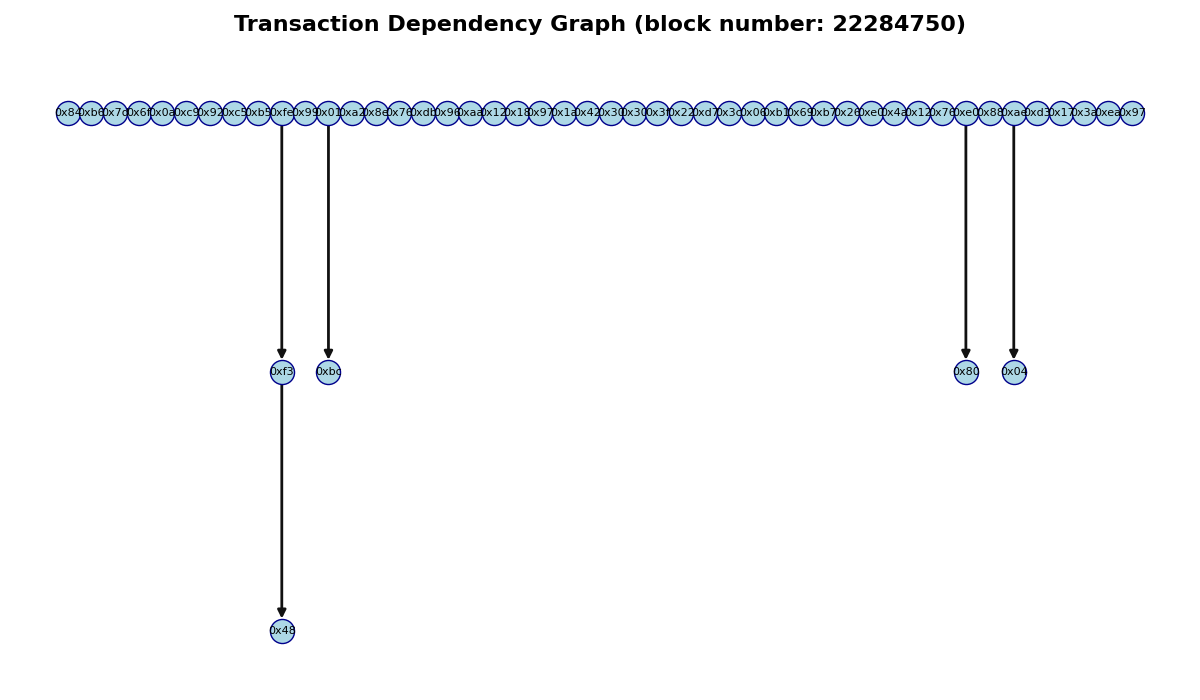 Transaction Dependency Graph (block number: 22284750)
0x84 0xb6 0x7c 0x6f 0x0a 0xc9 0x92 0xc5 0xb5 0xfe 0x99 0x01 0xa2 0x8e 0x76 0xdb 0x96 0xaa 0x12 0x18 0x97 0x1a 0x42 0x30 0x30 0x3f 0x22 0xd7 0x3c 0x06 0xb1 0x69 0xb7 0x26 0xe0 0x4a 0x12 0x76 0xe0 0x88 0xae 0xd3 0x17 0x3a 0xea 0x97
0xf3 0xbc 0x80 0x04
0x48